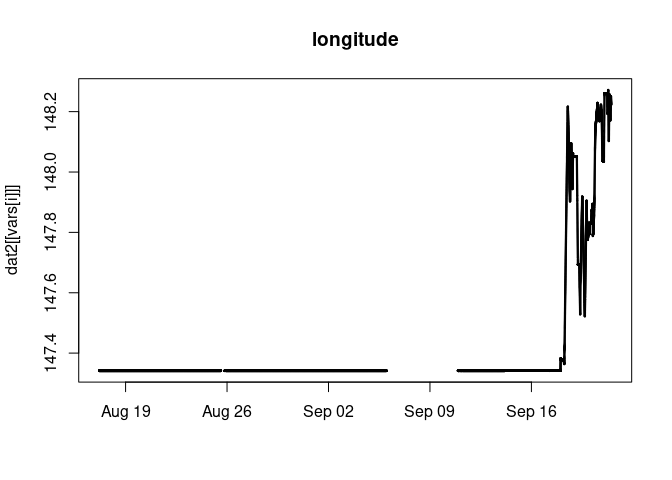 longitude
dat2[[vars[i]]]
148.2
148.0
147.8
147.6
147.4
Aug 19
Aug 26
Sep 02
Sep 09
Sep 16